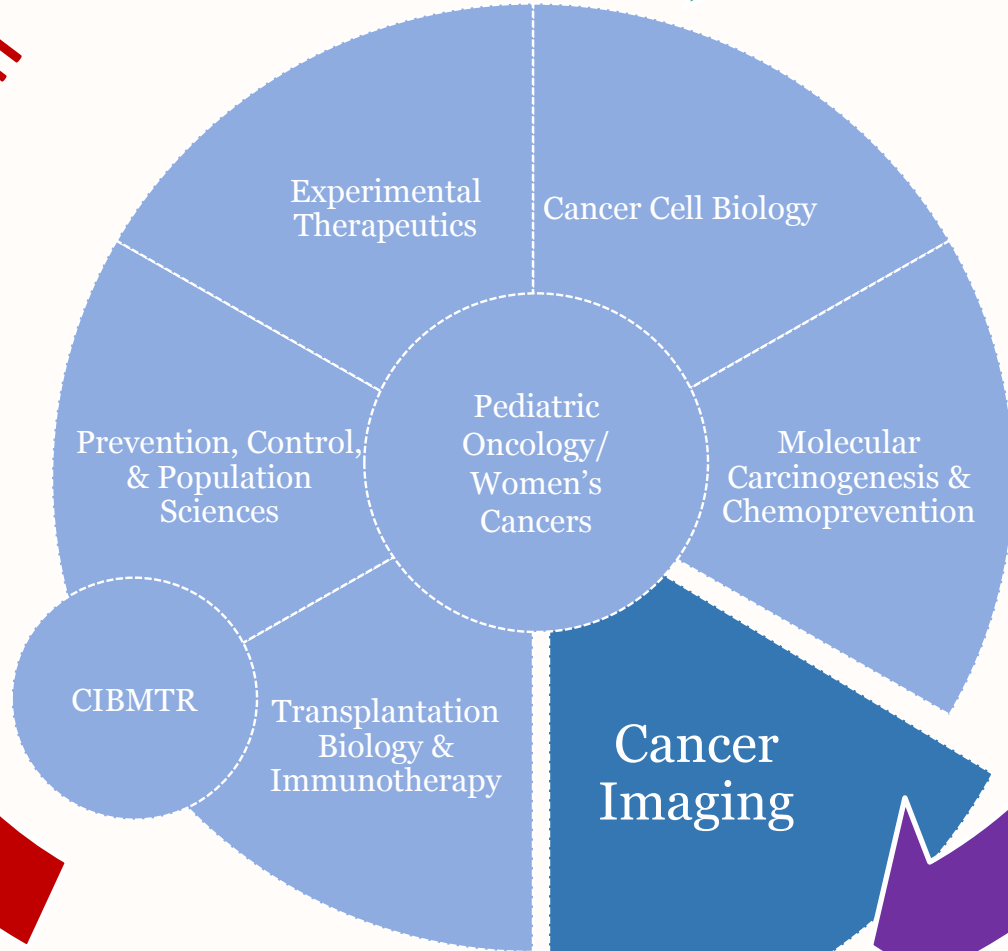 Experimental
Therapeutics
Cancer Cell Biology
Pediatric
Oncology/
Women’s
Cancers
Prevention, Control,
& Population
Sciences
Molecular
Carcinogenesis &
Chemoprevention
CIBMTR
Transplantation
Biology &
Immunotherapy
Cancer
Imaging